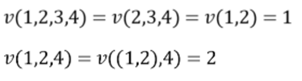 v(1,2,3,4) = v(2,3,4) = v(1,2) = 1
v(1,2,4) = v((1,2),4) = 2